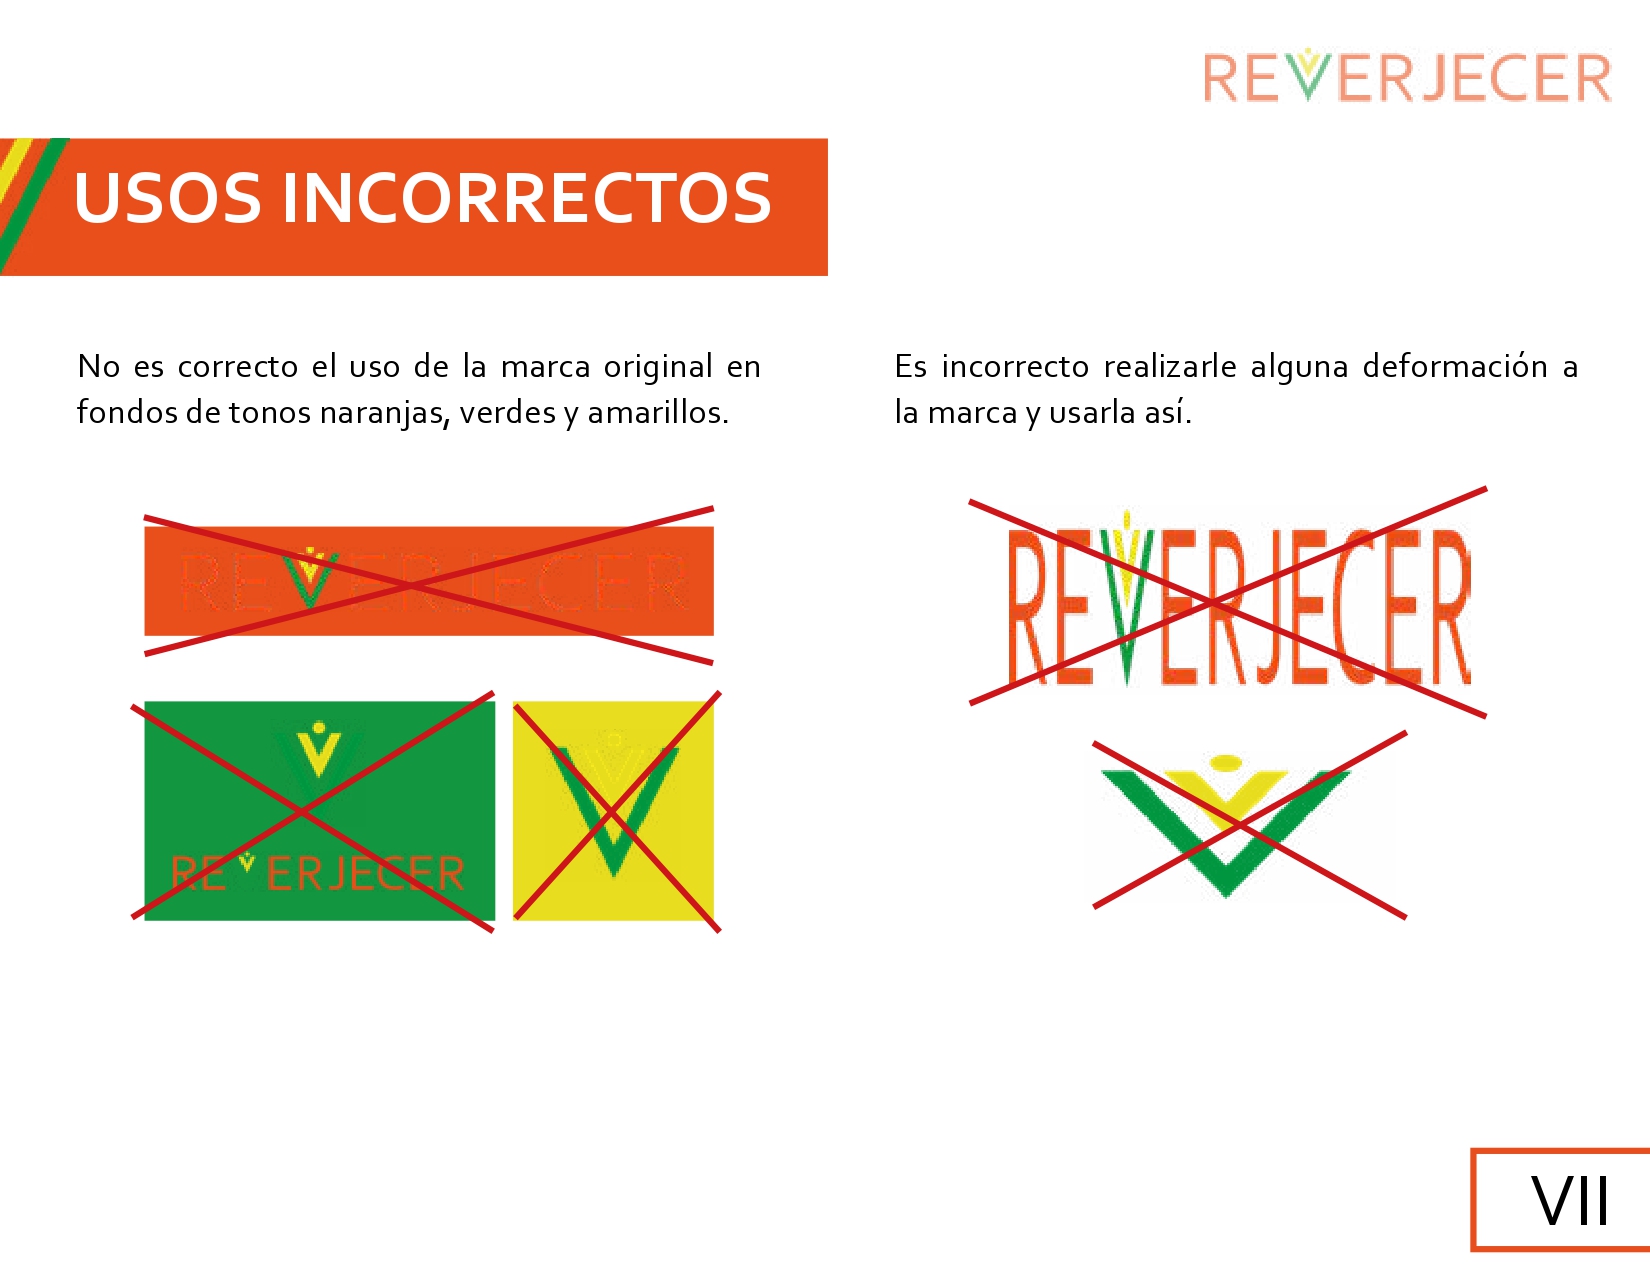 REVERJECER
USOS INCORRECTOS
No es correcto el uso de la marca original en
fondos de tonos naranjas, verdes y amarillos.
REVERJECER
REVERJECER
Es incorrecto realizarle alguna deformación a
la marca y usarla así.
REVERJECER
VII